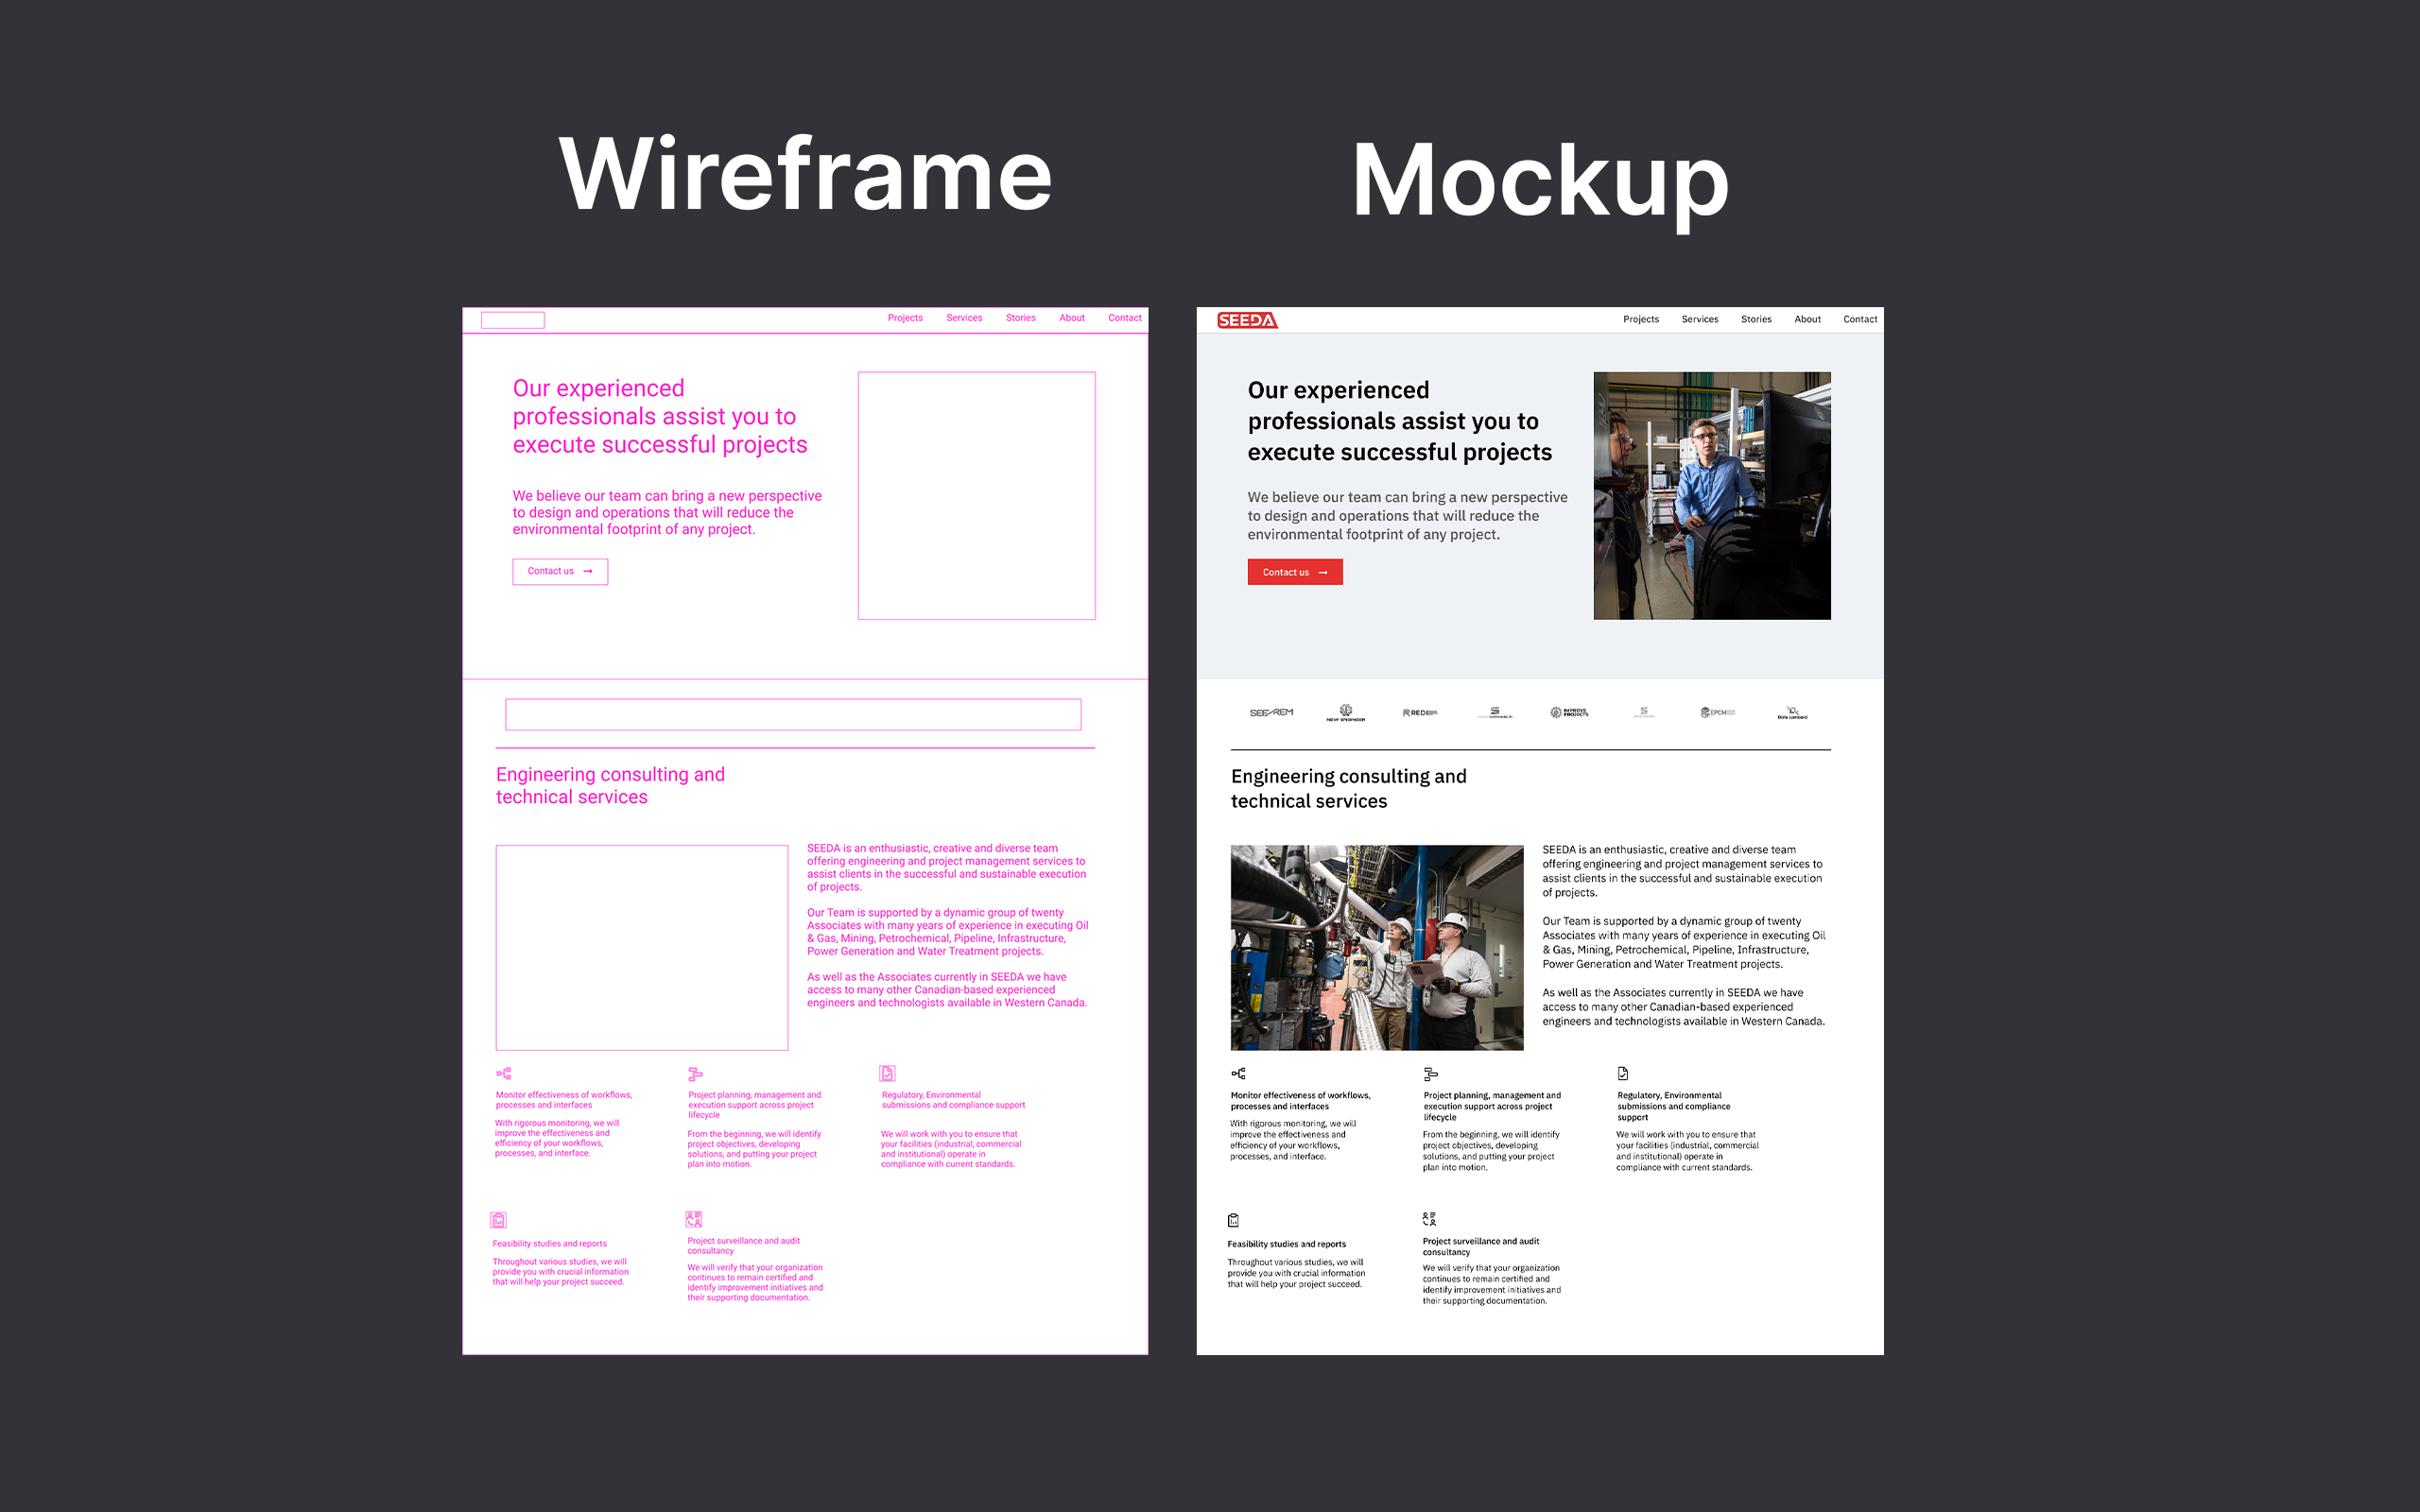 Wireframe
Mockup
Projects Services Stories About Contact
Our experienced
professionals assist you to
execute successful projects
We believe our team can bring a new perspective
to design and operations that will reduce the
environmental footprint of any project.
Contact us →
Engineering consulting and
technical services
SEEDA is an enthusiastic, creative and diverse team
offering engineering and project management services to
assist clients in the successful and sustainable execution
of projects.
Our Team is supported by a dynamic group of twenty
Associates with many years of experience in executing Oil
& Gas, Mining, Petrochemical, Pipeline, Infrastructure,
Power Generation and Water Treatment projects.
As well as the Associates currently in SEEDA we have
access to many other Canadian-based experienced
engineers and technologists available in Western Canada.
Monitor effectiveness of workflows,
processes and interfaces
With rigorous monitoring, we will
improve the effectiveness and
efficiency of your workflows,
processes, and interface.
Project planning, management and
execution support across project
lifecycle
From the beginning, we will identify
project objectives, developing
solutions, and putting your project
plan into motion.
Regulatory, Environmental
submissions and compliance support
We will work with you to ensure that
your facilities (industrial, commercial
and institutional) operate in
compliance with current standards.
Feasibility studies and reports
Throughout various studies, we will
provide you with crucial information
that will help your project succeed.
Project surveillance and audit
consultancy
We will verify that your organization
continues to remain certified and
identify improvement initiatives and
their supporting documentation.
SEEDA
Projects Services Stories About Contact
Our experienced
professionals assist you to
execute successful projects
We believe our team can bring a new perspective
to design and operations that will reduce the
environmental footprint of any project.
Contact us →
NEW ENGINEER
REDI
IMPROVE
PROJECTS
EPCM
Engineering consulting and
technical services
SEEDA is an enthusiastic, creative and diverse team
offering engineering and project management services to
assist clients in the successful and sustainable execution
of projects.
Our Team is supported by a dynamic group of twenty
Associates with many years of experience in executing Oil
& Gas, Mining, Petrochemical, Pipeline, Infrastructure,
Power Generation and Water Treatment projects.
As well as the Associates currently in SEEDA we have
access to many other Canadian-based experienced
engineers and technologists available in Western Canada.
Monitor effectiveness of workflows,
processes and interfaces
With rigorous monitoring, we will
improve the effectiveness and
efficiency of your workflows,
processes, and interface.
Project planning, management and
execution support across project
lifecycle
From the beginning, we will identify
project objectives, developing
solutions, and putting your project
plan into motion.
Regulatory, Environmental
submissions and compliance
support
We will work with you to ensure that
your facilities (industrial, commercial
and institutional) operate in
compliance with current standards.
Feasibility studies and reports
Throughout various studies, we will
provide you with crucial information
that will help your project succeed.
Project surveillance and audit
consultancy
We will verify that your organization
continues to remain certified and
identify improvement initiatives and
their supporting documentation.